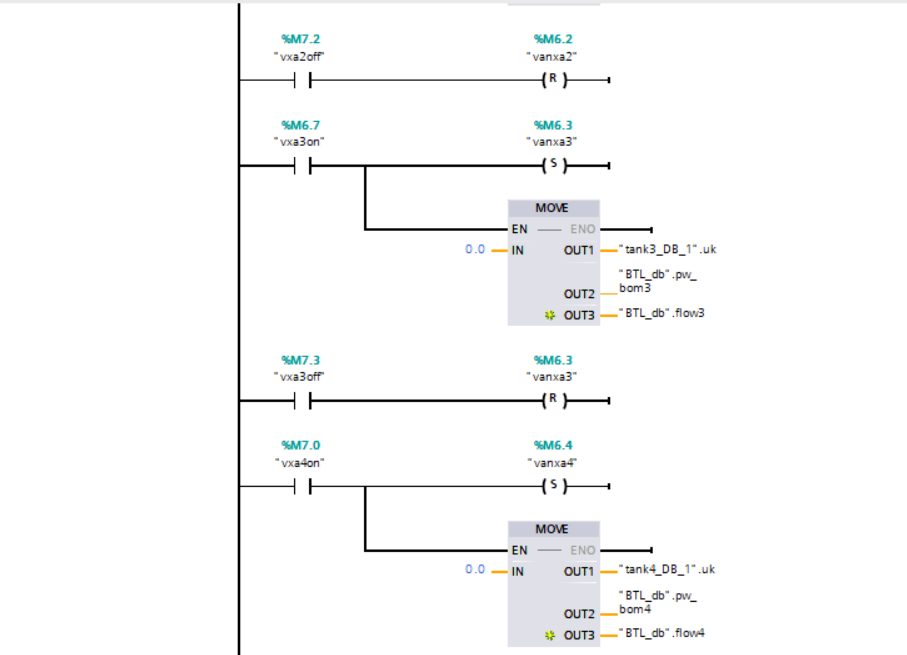 %M7.2 %M6.2
"vxa2off" "vanxa2"
R
%M6.7 %M6.3
"vxa3on" "vanxa3"
S
MOVE
EN ENO
0.0 IN OUT1 "tank3_DB_1".uk
"BTL_db".pw_
OUT2 bom3
OUT3 "BTL_db".flow3
%M7.3 %M6.3
"vxa3off" "vanxa3"
R
%M7.0 %M6.4
"vxa4on" "vanxa4"
S
MOVE
EN ENO
0.0 IN OUT1 "tank4_DB_1".uk
"BTL_db".pw_
OUT2 bom4
OUT3 "BTL_db".flow4